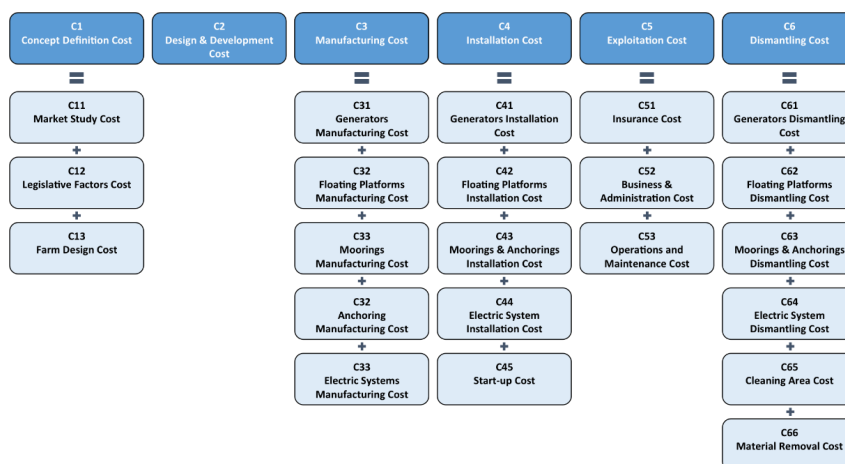 C1
Concept Definition Cost
C2
Design & Development
Cost
C3
Manufacturing Cost
C4
Installation Cost
C5
Exploitation Cost
C6
Dismantling Cost
=
=
=
=
=
C11
Market Study Cost
+
C12
Legislative Factors Cost
+
C13
Farm Design Cost
C31
Generators
Manufacturing Cost
+
C32
Floating Platforms
Manufacturing Cost
+
C33
Moorings
Manufacturing Cost
+
C32
Anchoring
Manufacturing Cost
+
C33
Electric Systems
Manufacturing Cost
C41
Generators Installation
Cost
+
C42
Floating Platforms
Installation Cost
+
C43
Moorings & Anchorings
Installation Cost
+
C44
Electric System
Installation Cost
+
C45
Start-up Cost
C51
Insurance Cost
+
C52
Business &
Administration Cost
+
C53
Operations and
Maintenance Cost
C61
Generators Dismantling
Cost
+
C62
Floating Platforms
Dismantling Cost
+
C63
Moorings & Anchorings
Dismantling Cost
+
C64
Electric System
Dismantling Cost
+
C65
Cleaning Area Cost
+
C66
Material Removal Cost